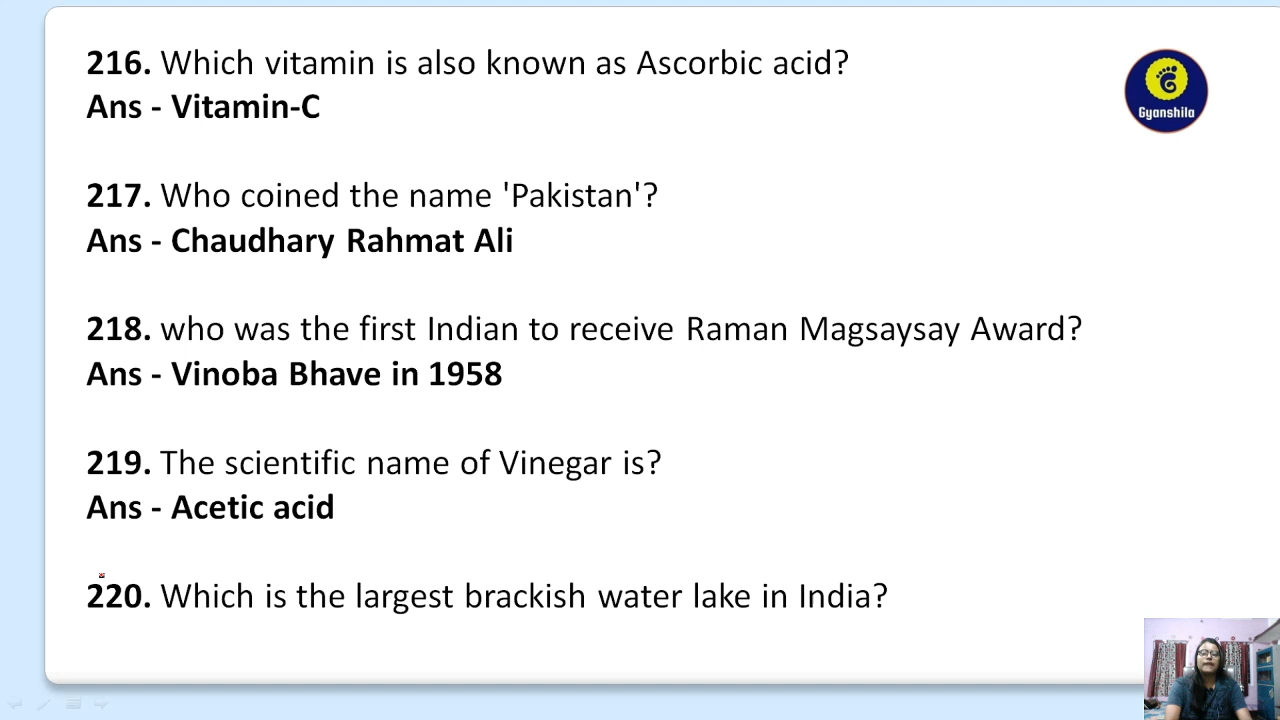 216. Which vitamin is also known as Ascorbic acid?
Ans - Vitamin-C
Gyanshila
217. Who coined the name 'Pakistan'?
Ans - Chaudhary Rahmat Ali
218. who was the first Indian to receive Raman Magsaysay Award?
Ans - Vinoba Bhave in 1958
219. The scientific name of Vinegar is?
Ans - Acetic acid
220. Which is the largest brackish water lake in India?